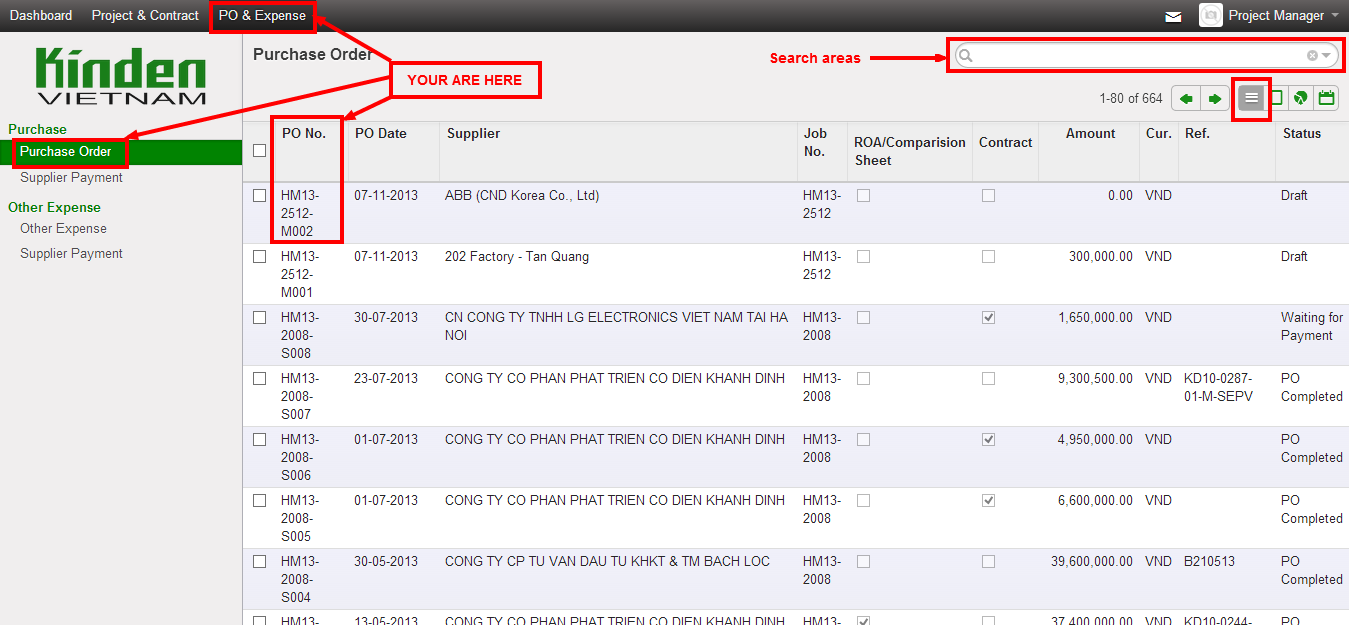 Dashboard Project & Contract PO & Expense Project Manager
Kinden
VIETNAM
Purchase Order
Search areas
YOUR ARE HERE
1-80 of 664
Purchase
Purchase Order
Supplier Payment
Other Expense
Other Expense
Supplier Payment
PO No. PO Date Supplier Job No. ROA/Comparision Sheet Contract Amount Cur. Ref. Status
HM13-2512-M002 07-11-2013 ABB (CND Korea Co., Ltd) HM13-2512 0.00 VND Draft
HM13-2512-M001 07-11-2013 202 Factory - Tan Quang HM13-2512 300,000.00 VND Draft
HM13-2008-S008 30-07-2013 CN CONG TY TNHH LG ELECTRONICS VIET NAM TAI HA NOI HM13-2008 1,650,000.00 VND Waiting for Payment
HM13-2008-S007 23-07-2013 CONG TY CO PHAN PHAT TRIEN CO DIEN KHANH DINH HM13-2008 9,300,500.00 VND KD10-0287-01-M-SEPV PO Completed
HM13-2008-S006 01-07-2013 CONG TY CO PHAN PHAT TRIEN CO DIEN KHANH DINH HM13-2008 4,950,000.00 VND PO Completed
HM13-2008-S005 01-07-2013 CONG TY CO PHAN PHAT TRIEN CO DIEN KHANH DINH HM13-2008 6,600,000.00 VND PO Completed
HM13-2008-S004 30-05-2013 CONG TY CP TU VAN DAU TU KHKT & TM BACH LOC HM13-2008 39,600,000.00 VND B210513 PO Completed
HM13- 13-05-2013 CONG TY CO PHAN PHAT TRIEN CO DIEN KHANH DINH HM13- 37,400,000.00 VND KD10-0244- PO